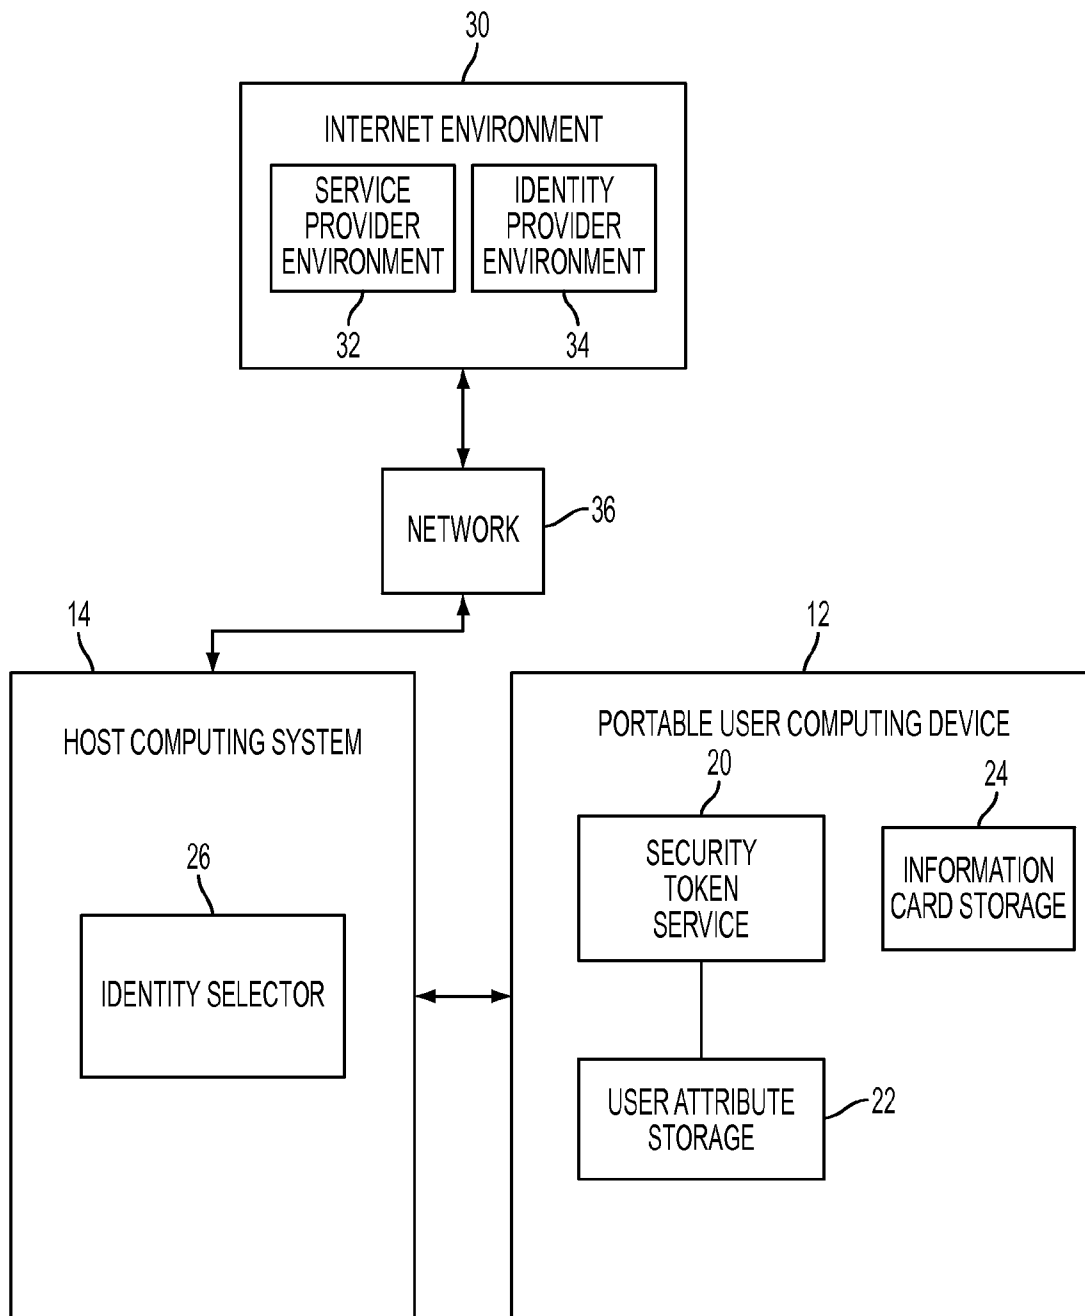 30
INTERNET ENVIRONMENT
SERVICE
PROVIDER
ENVIRONMENT
IDENTITY
PROVIDER
ENVIRONMENT
32
34
NETWORK
36
14
12
HOST COMPUTING SYSTEM
PORTABLE USER COMPUTING DEVICE
20
24
SECURITY
TOKEN
SERVICE
INFORMATION
CARD STORAGE
26
IDENTITY SELECTOR
USER ATTRIBUTE
STORAGE
22